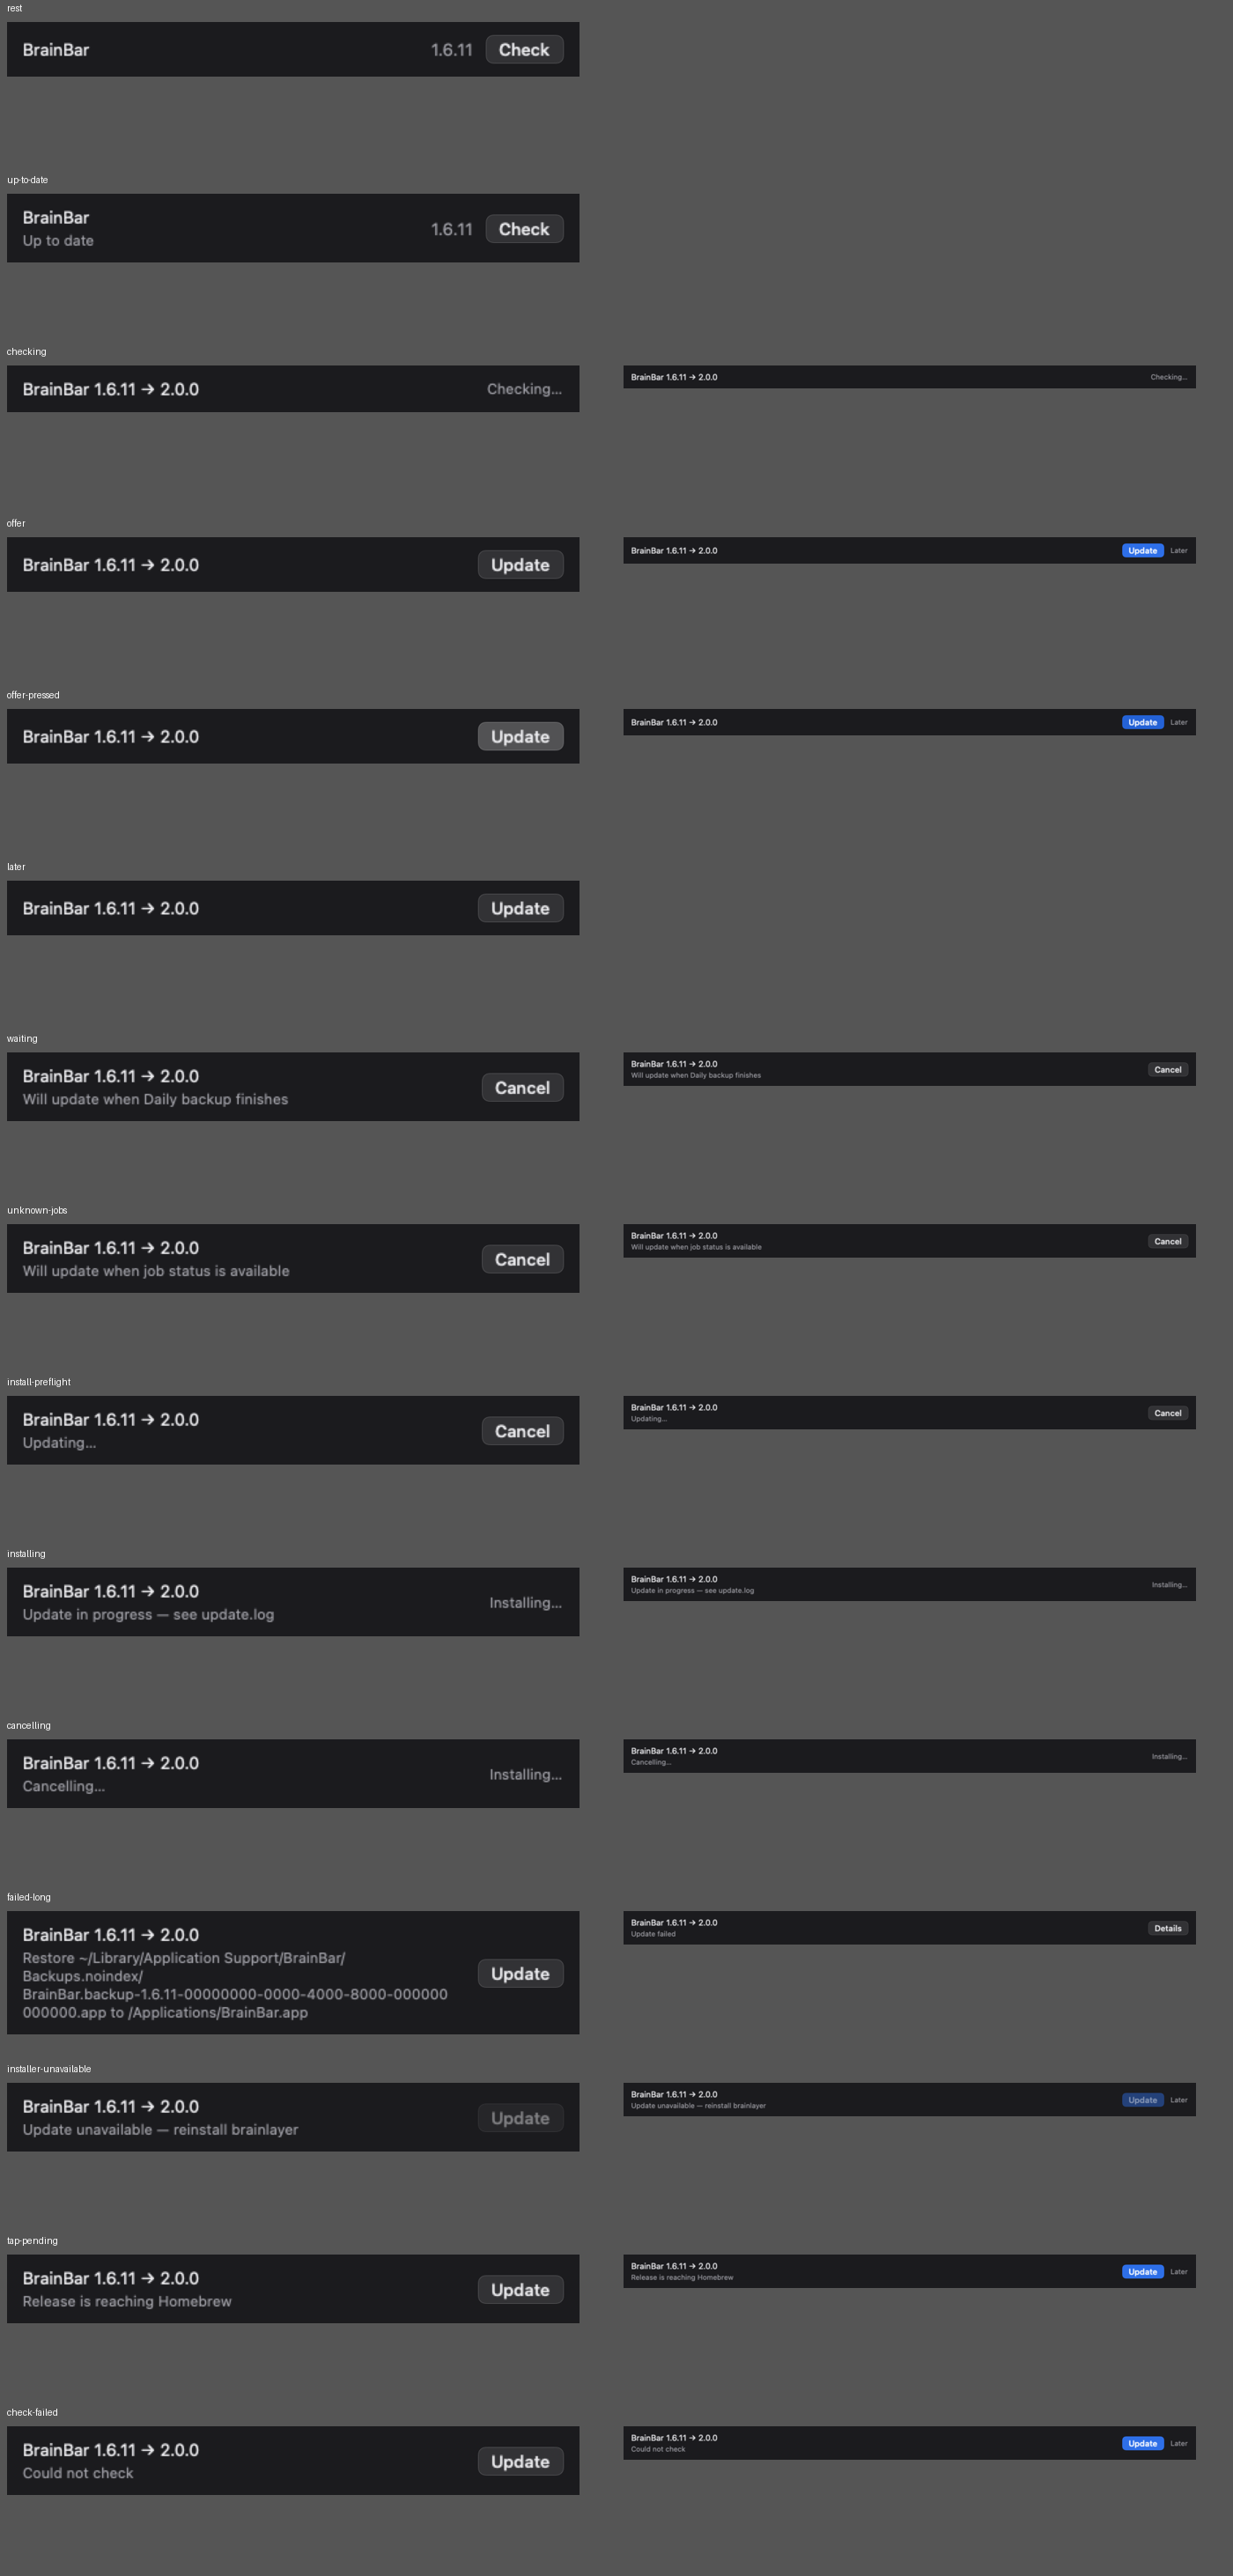 rest
BrainBar 1.6.11 Check
up-to-date
BrainBar
Up to date
1.6.11 Check
checking
BrainBar 1.6.11 → 2.0.0 Checking...
BrainBar 1.6.11 → 2.0.0 Checking...
offer
BrainBar 1.6.11 → 2.0.0 Update
BrainBar 1.6.11 → 2.0.0 Update Later
offer-pressed
BrainBar 1.6.11 → 2.0.0 Update
BrainBar 1.6.11 → 2.0.0 Update Later
later
BrainBar 1.6.11 → 2.0.0 Update
waiting
BrainBar 1.6.11 → 2.0.0
Will update when Daily backup finishes
Cancel
BrainBar 1.6.11 → 2.0.0
Will update when Daily backup finishes
Cancel
unknown-jobs
BrainBar 1.6.11 → 2.0.0
Will update when job status is available
Cancel
BrainBar 1.6.11 → 2.0.0
Will update when job status is available
Cancel
install-preflight
BrainBar 1.6.11 → 2.0.0
Updating...
Cancel
BrainBar 1.6.11 → 2.0.0
Updating...
Cancel
installing
BrainBar 1.6.11 → 2.0.0
Update in progress — see update.log
Installing...
BrainBar 1.6.11 → 2.0.0
Update in progress — see update.log
Installing...
cancelling
BrainBar 1.6.11 → 2.0.0
Cancelling...
Installing...
BrainBar 1.6.11 → 2.0.0
Cancelling...
Installing...
failed-long
BrainBar 1.6.11 → 2.0.0
Restore ~/Library/Application Support/BrainBar/
Backups.noindex/
BrainBar.backup-1.6.11-00000000-0000-4000-8000-000000
000000.app to /Applications/BrainBar.app
Update
BrainBar 1.6.11 → 2.0.0
Update failed
Details
installer-unavailable
BrainBar 1.6.11 → 2.0.0
Update unavailable — reinstall brainlayer
Update
BrainBar 1.6.11 → 2.0.0
Update unavailable — reinstall brainlayer
Update Later
tap-pending
BrainBar 1.6.11 → 2.0.0
Release is reaching Homebrew
Update
BrainBar 1.6.11 → 2.0.0
Release is reaching Homebrew
Update Later
check-failed
BrainBar 1.6.11 → 2.0.0
Could not check
Update
BrainBar 1.6.11 → 2.0.0
Could not check
Update Later